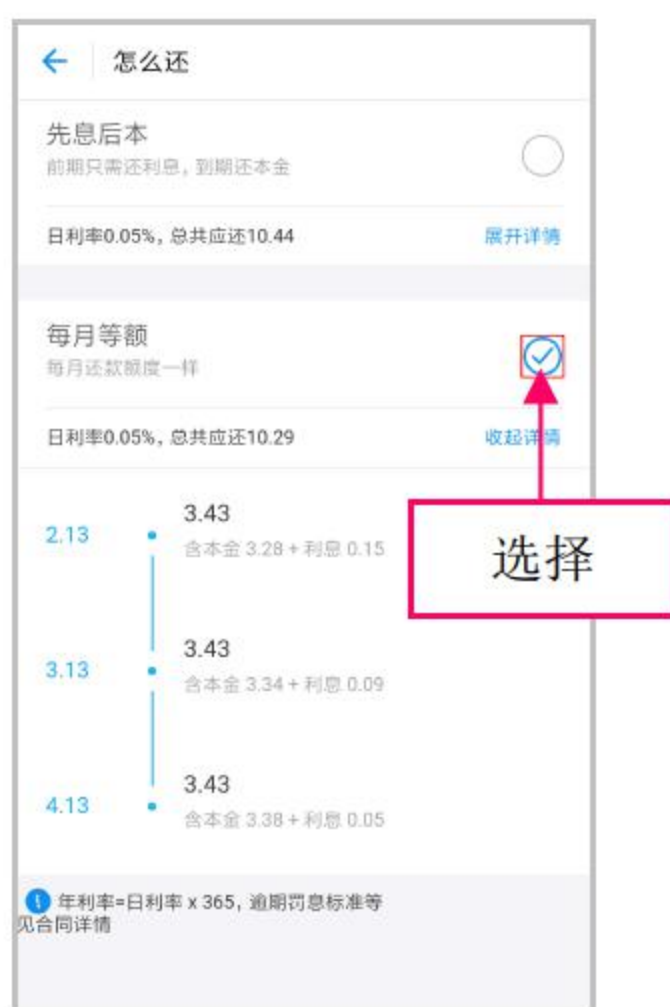 怎么还
先息后本
前期只需还利息，到期还本金
日利率0.05%，总共应还10.44 展开详情
每月等额
每月还款额度一样
日利率0.05%，总共应还10.29 收起详情
3.43
2.13
含本金 3.28 + 利息 0.15
选择
3.43
3.13
含本金 3.34 + 利息 0.09
3.43
4.13
含本金 3.38 + 利息 0.05
年利率=日利率 x 365，逾期罚息标准等
见合同详情